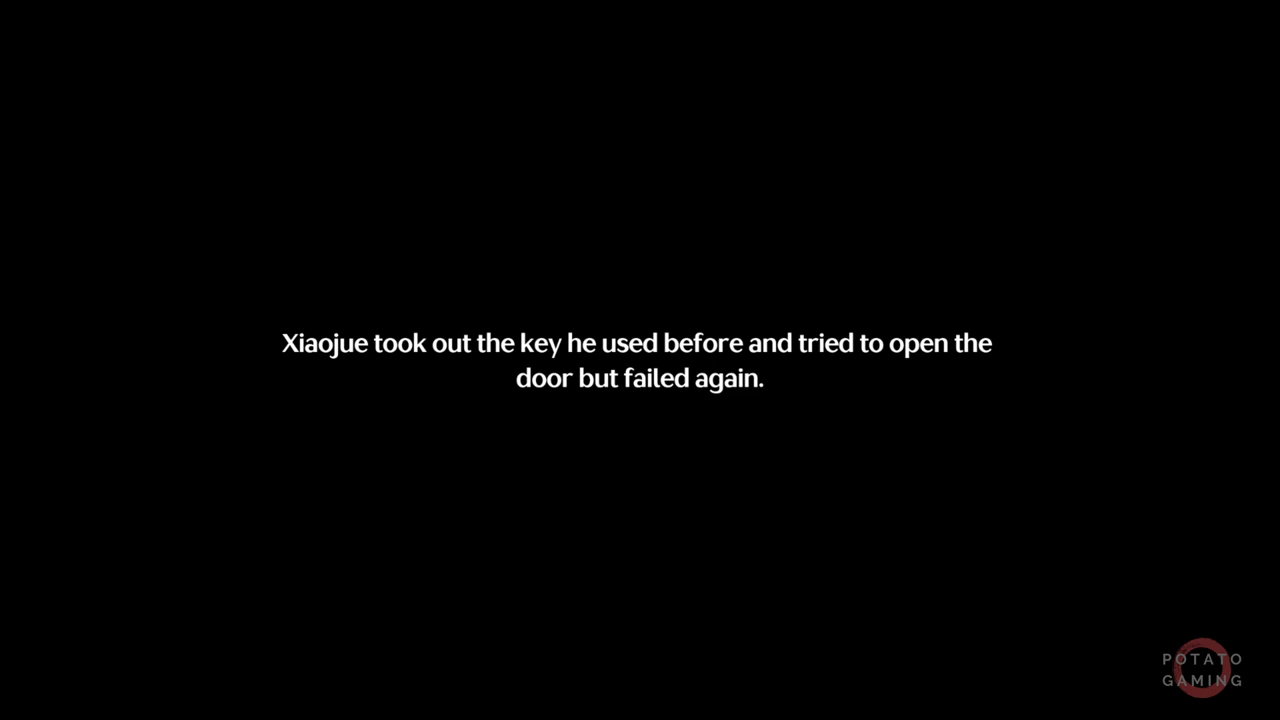 Xiaojue took out the key he used before and tried to open the
door but failed again.
POTATO
GAMING